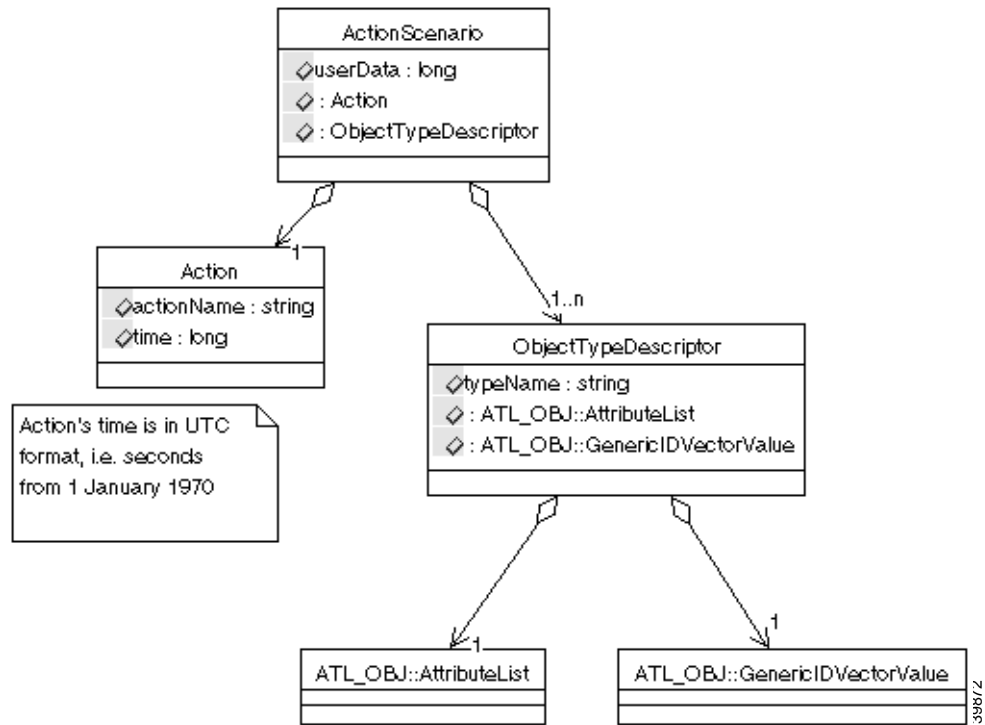 ActionScenario
userData : long
: Action
: ObjectTypeDescriptor
1
Action
actionName : string
time : long
1..n
ObjectTypeDescriptor
typeName : string
: ATL_OBJ::AttributeList
: ATL_OBJ::GenericIDVectorValue
Action's time is in UTC
format, i.e. seconds
from 1 January 1970
1
1
ATL_OBJ::AttributeList
ATL_OBJ::GenericIDVectorValue
39872